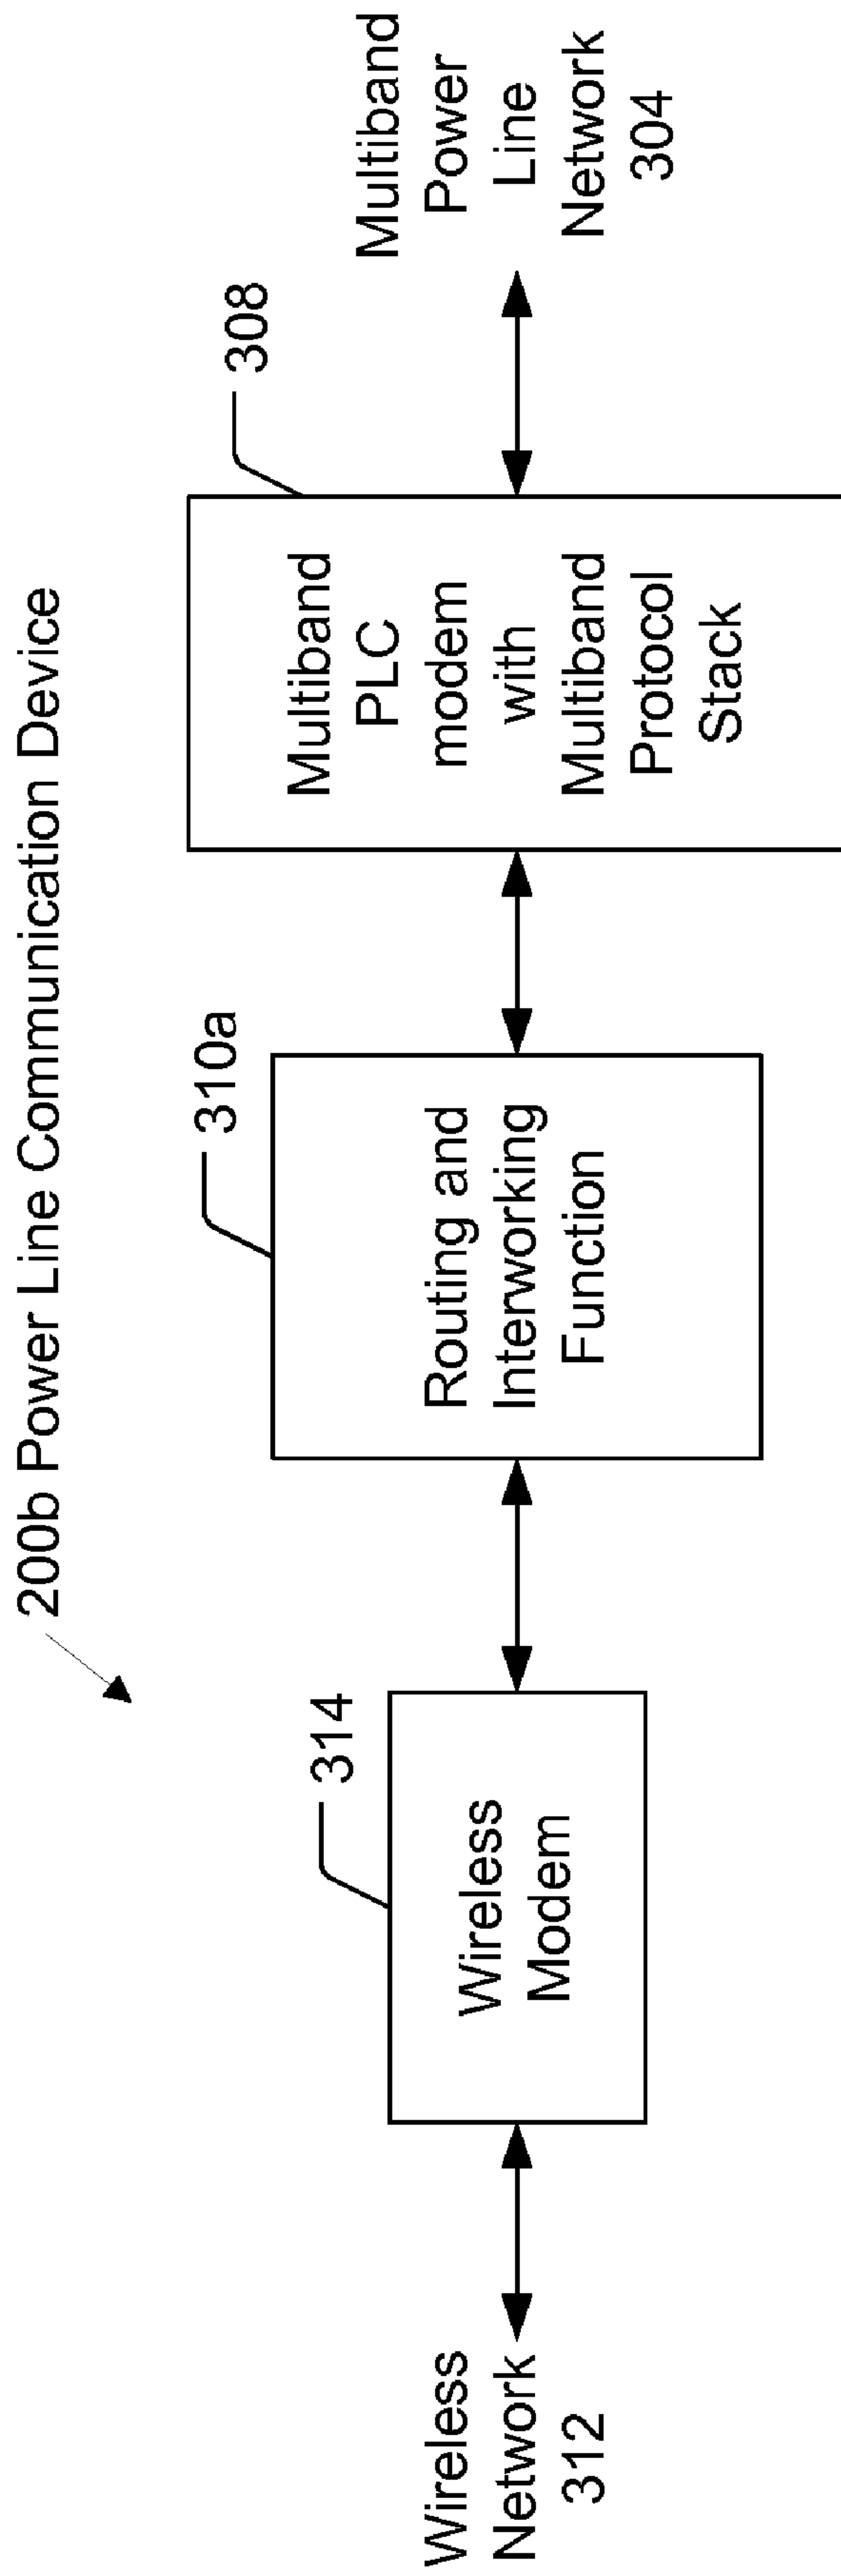 200b Power Line Communication Device
Wireless
Network
312
314
Wireless
Modem
310a
Routing and
Interworking
Function
308
Multiband
PLC
modem
with
Multiband
Protocol
Stack
Multiband
Power
Line
Network
304